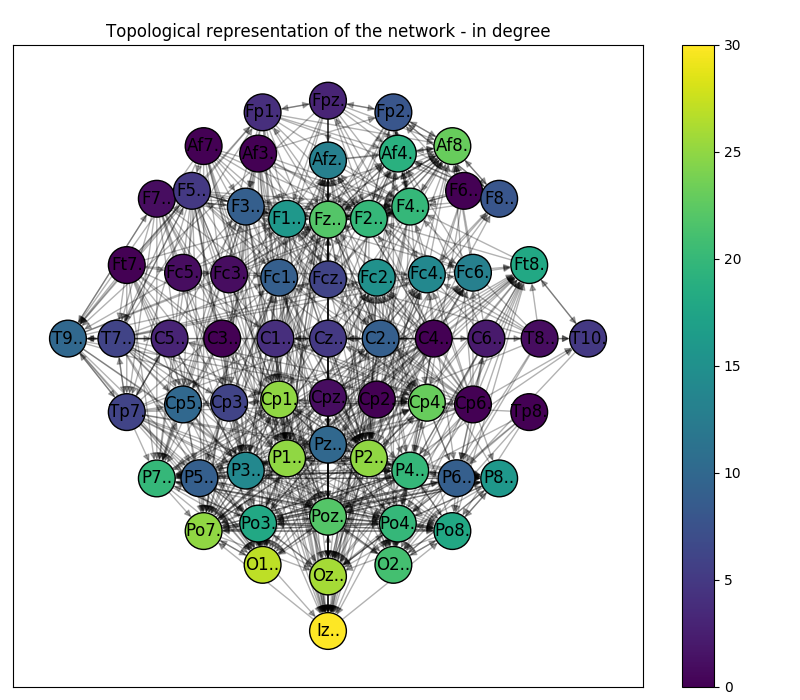 Topological representation of the network - in degree
30
Fpz.
Fp1. Fp2.
Af7. Af3. Afz. Af4. Af8.
25
F7.. F5.. F3.. F1.. Fz.. F2.. F4.. F6.. F8..
20
Ft7. Fc5. Fc3. Fc1. Fcz. Fc2. Fc4. Fc6. Ft8.
15
T9.. T7.. C5.. C3.. C1.. Cz.. C2.. C4.. C6.. T8.. T10.
Tp7. Cp5. Cp3. Cp1. Cpz. Cp2. Cp4. Cp6. Tp8.
10
P7.. P5.. P3.. P1.. Pz.. P2.. P4.. P6.. P8..
Po7. Po3. Poz. Po4. Po8.
5
O1.. Oz.. O2..
Iz..
0